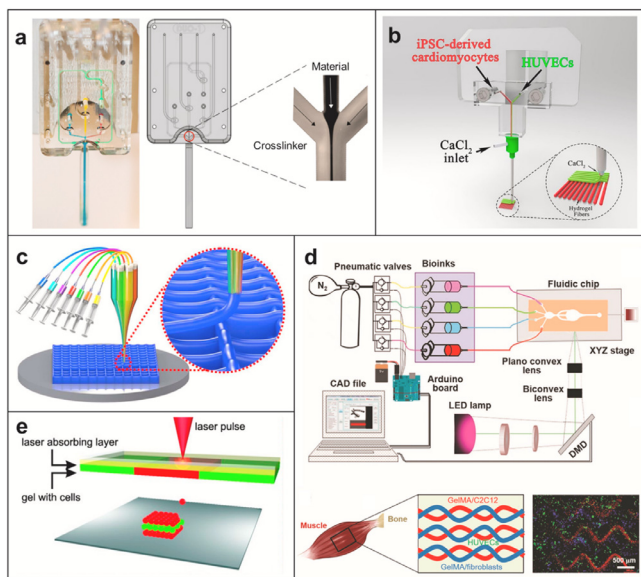 a
Material
Crosslinker
b
iPSC-derived
cardiomyocytes
HUVECs
CaCl2
inlet
CaCl2
Hydrogel
Fibers
c
d
Pneumatic valves
Bioinks
Fluidic chip
N2
XYZ stage
Plano convex
lens
Biconvex
lens
Arduino
board
CAD file
LED lamp
DMD
Muscle
Bone
GelMA/C2C12
HUVECs
GelMA/fibroblasts
500 µm
e
laser pulse
laser absorbing layer
gel with cells